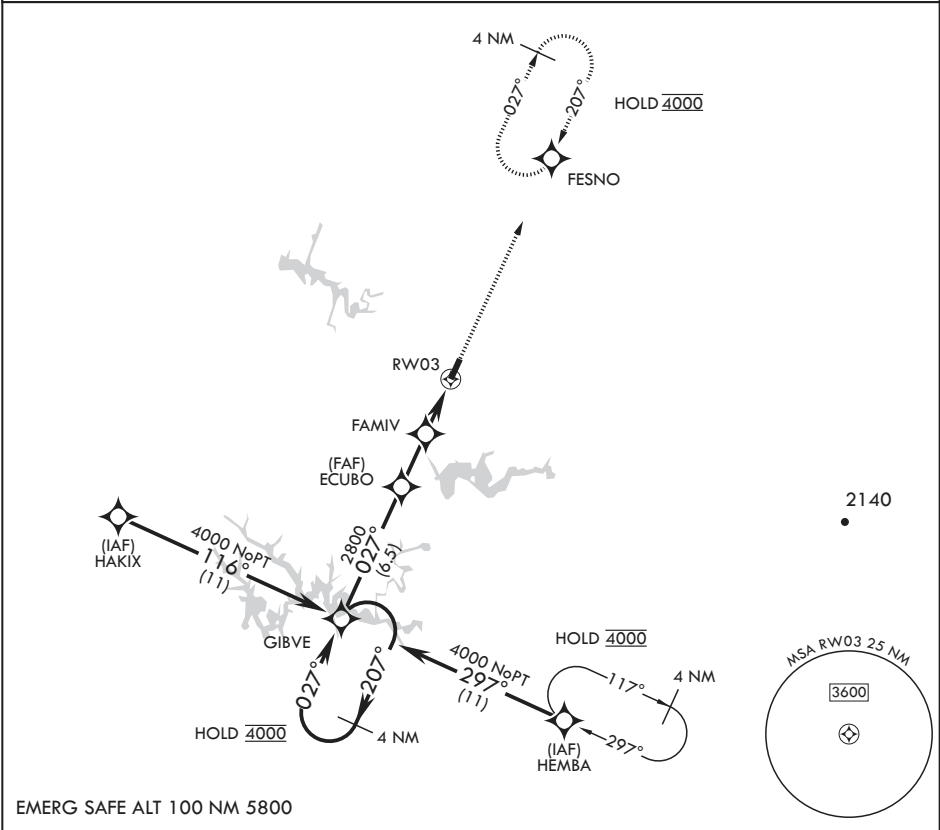 4 NM
027°
207°
HOLD 4000
FESNO
RW03
FAMIV
(FAF)
ECUBO
2140
(IAF)
HAKIX
4000 NoPT
116°
(11)
2800
027°
(6.5)
GIBVE
027°
207°
HOLD 4000
4 NM
4000 NoPT
297°
(11)
HOLD 4000
117°
4 NM
297°
(IAF)
HEMBA
MSA RW03 25 NM
3600
EMERG SAFE ALT 100 NM 5800